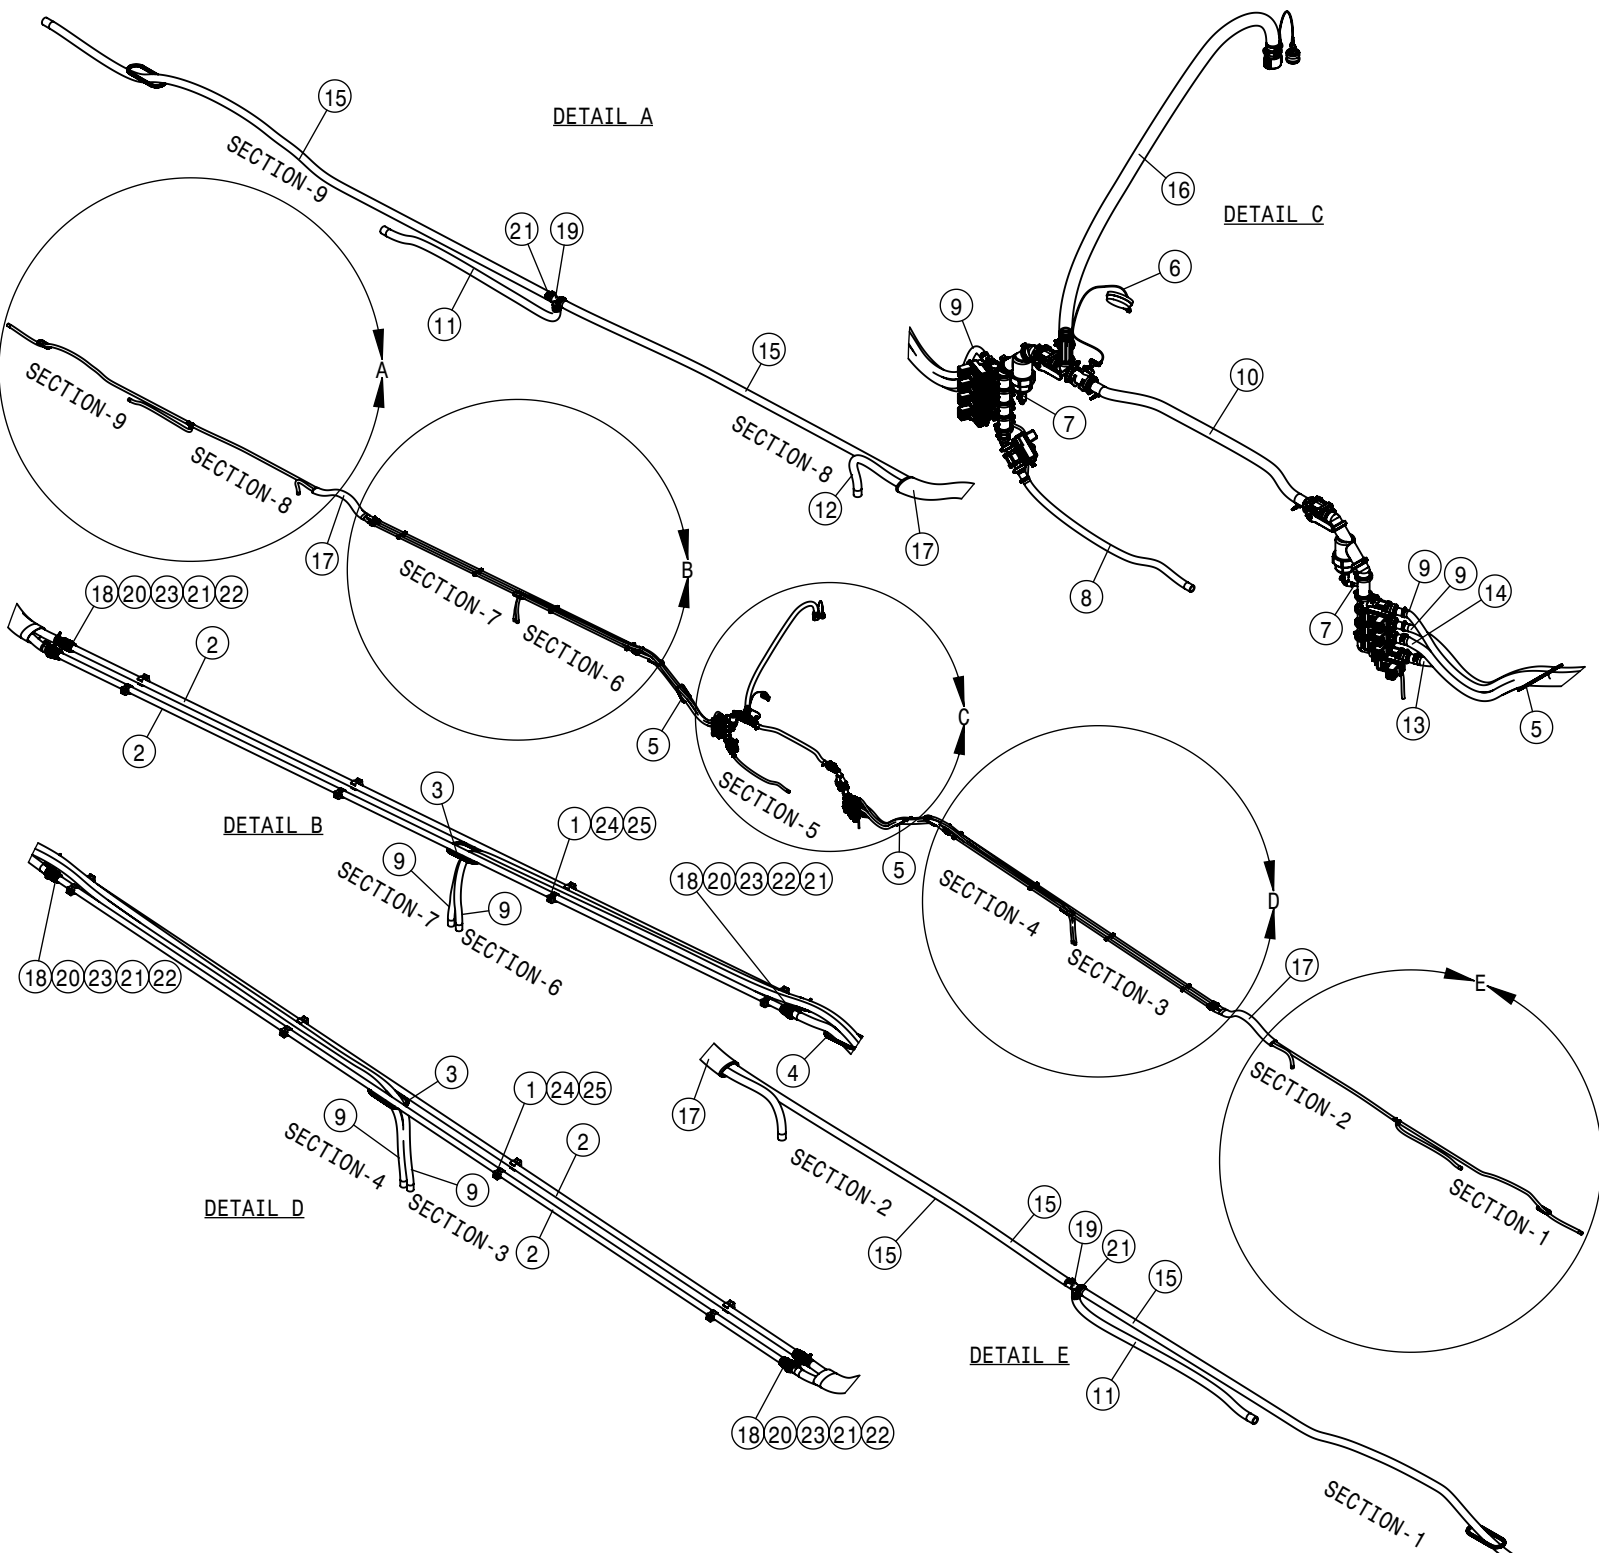 15
DETAIL A
SECTION-9
16
DETAIL C
21
19
11
6
9
15
A
10
SECTION-9
7
SECTION-8
SECTION-8
12
17
17
8
B
9
9
14
18 20 23 21 22
SECTION-7
7
2
SECTION-6
C
13
5
2
5
3
SECTION-5
DETAIL B
1 24 25
9
5
SECTION-7
18 20 23 22 21
9
SECTION-4
D
SECTION-6
SECTION-3
17
18 20 23 21 22
E
4
3
1 24 25
SECTION-2
17
9
SECTION-4
2
SECTION-2
9
SECTION-1
DETAIL D
SECTION-3
2
15
15
19
21
15
DETAIL E
11
18 20 23 21 22
SECTION-1